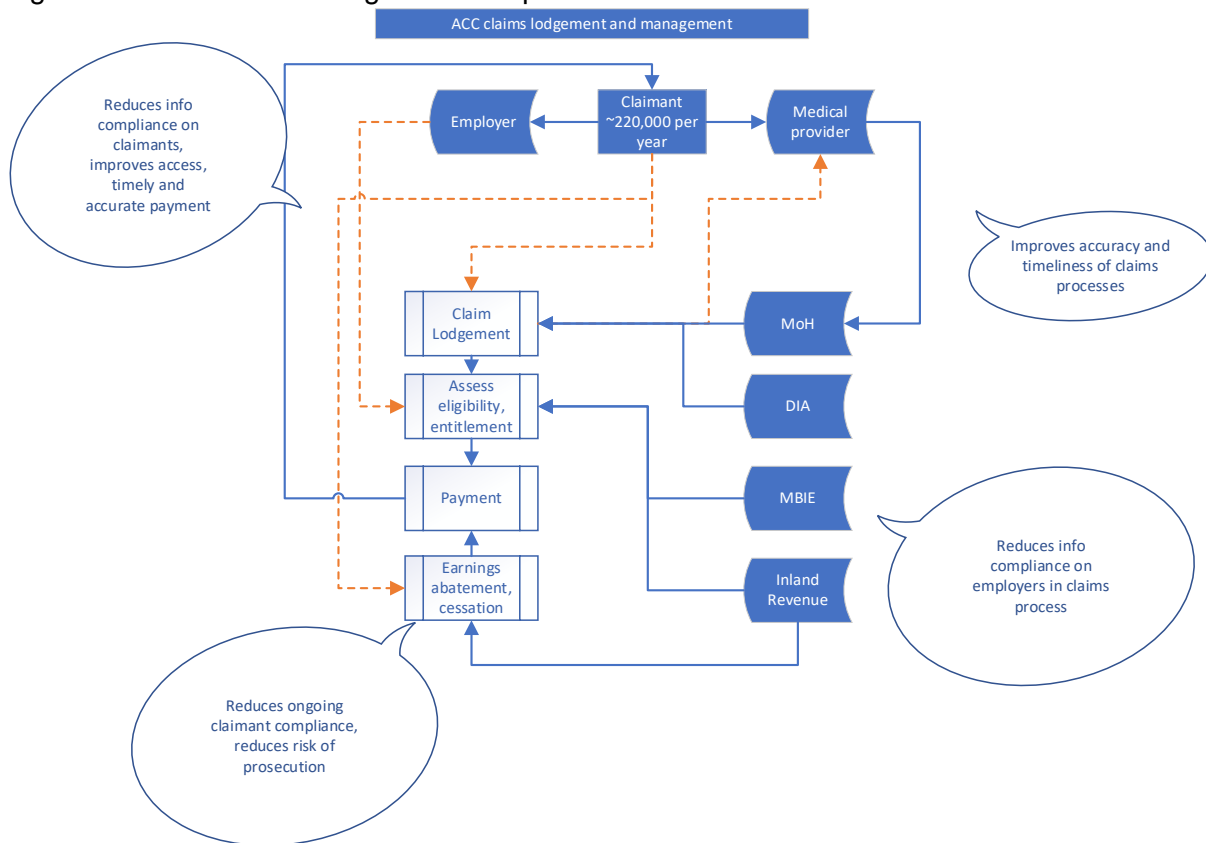 ACC claims lodgement and management
Reduces info
compliance on
claimants,
improves access,
timely and
accurate payment
Employer
Claimant
~220,000 per
year
Medical
provider
Improves accuracy and
timeliness of claims
processes
Claim
Lodgement
MoH
Assess
eligibility,
entitlement
DIA
Payment
MBIE
Earnings
abatement,
cessation
Inland
Revenue
Reduces info
compliance on
employers in claims
process
Reduces ongoing
claimant compliance,
reduces risk of
prosecution